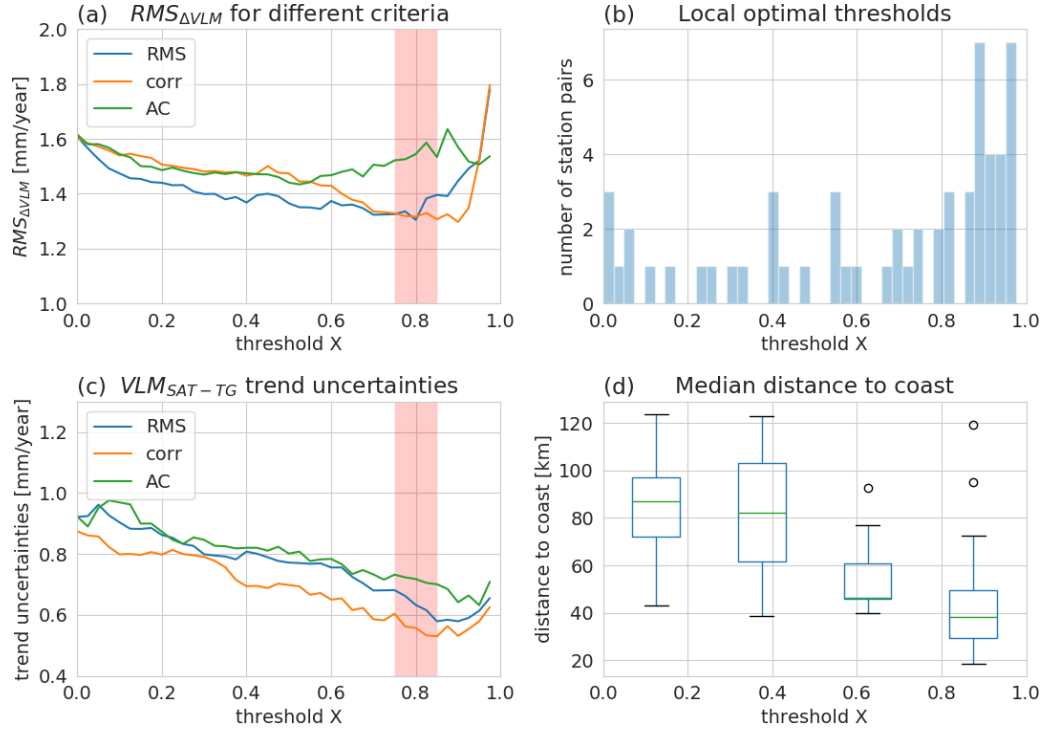 (a) RMS_ΔVLM for different criteria
RMS_ΔVLM [mm/year]
2.0
1.8
1.6
1.4
1.2
1.0
RMS
corr
AC
0.0 0.2 0.4 0.6 0.8 1.0
threshold X
(b) Local optimal thresholds
number of station pairs
6
4
2
0
0.0 0.2 0.4 0.6 0.8 1.0
threshold X
(c) VLM_SAT−TG trend uncertainties
trend uncertainties [mm/year]
1.2
1.0
0.8
0.6
0.4
RMS
corr
AC
0.0 0.2 0.4 0.6 0.8 1.0
threshold X
(d) Median distance to coast
distance to coast [km]
120
100
80
60
40
20
0.0 0.2 0.4 0.6 0.8 1.0
threshold X